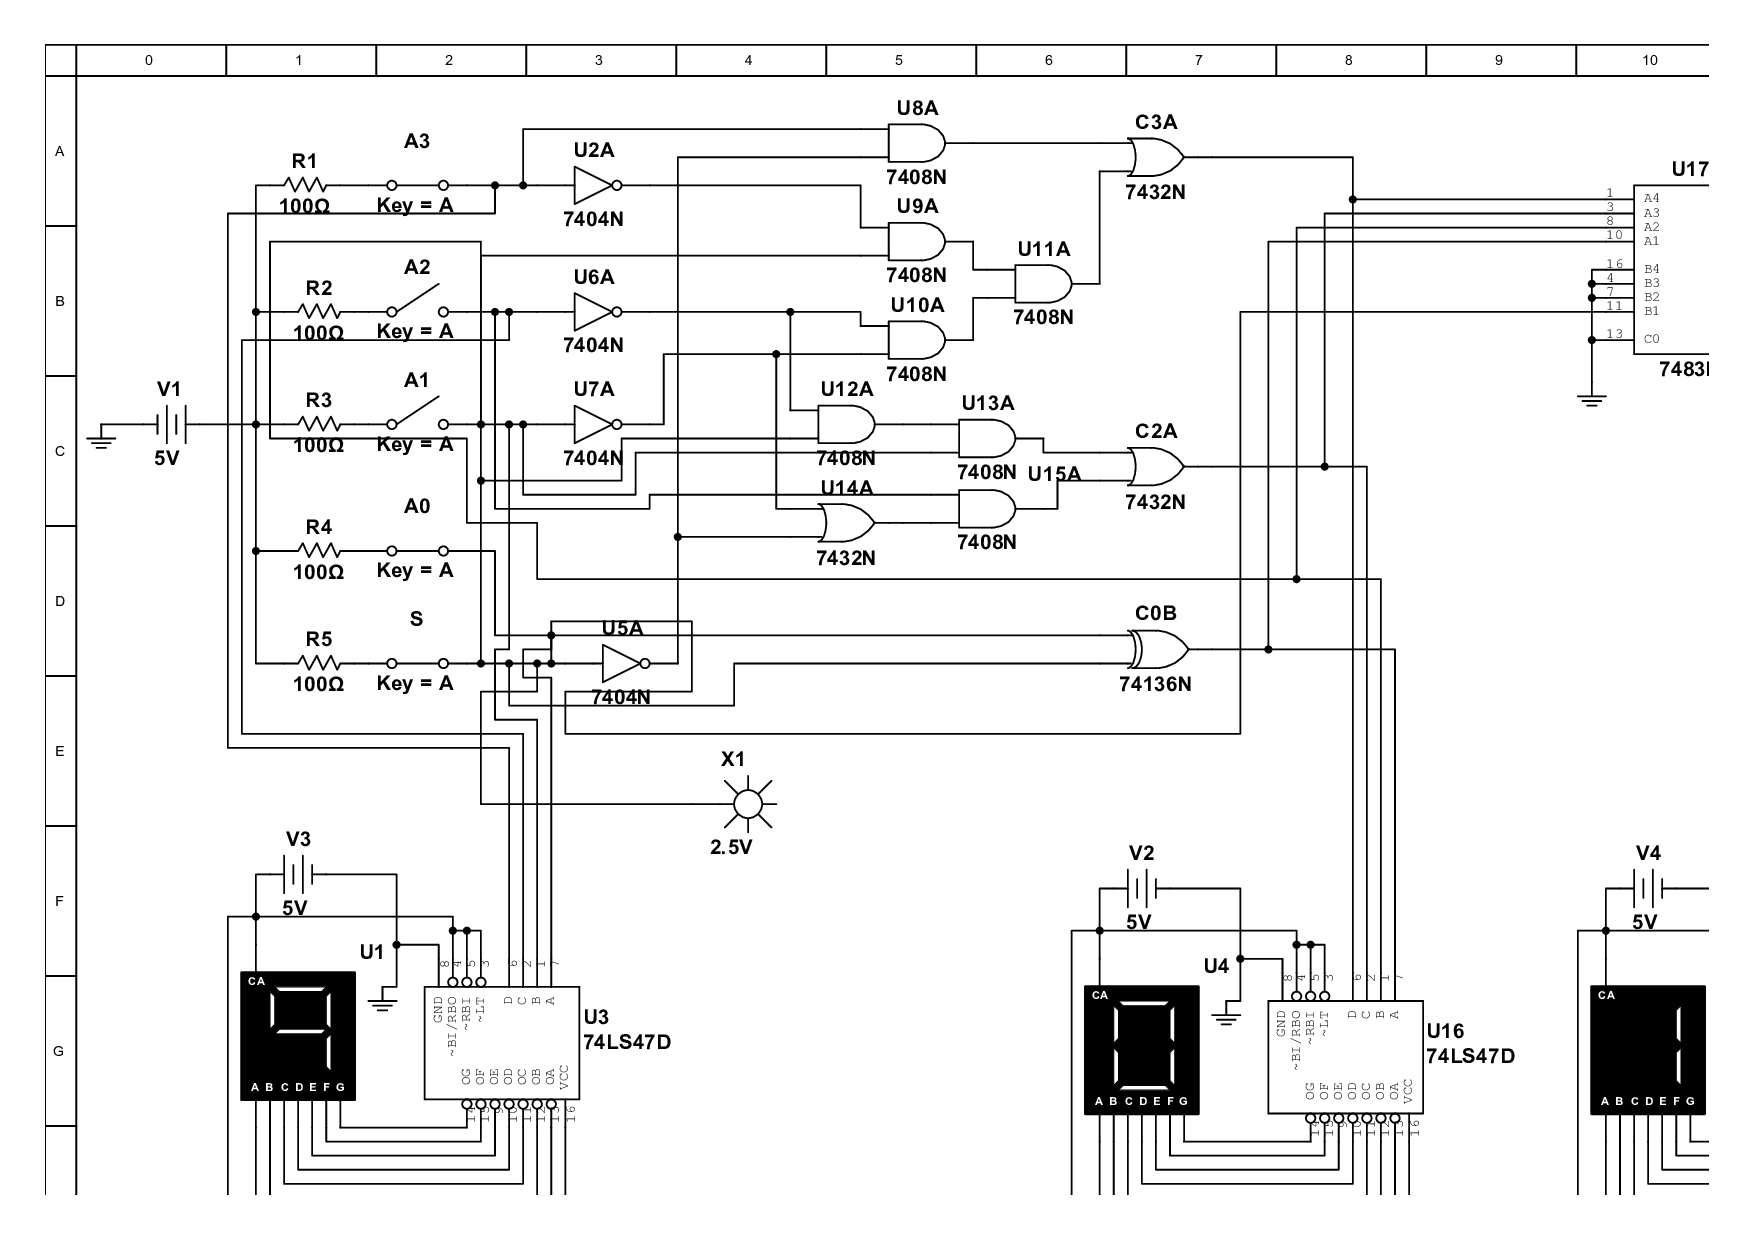 0 1 2 3 4 5 6 7 8 9 10
A
B
C
D
E
F
G
A3
R1
100Ω
Key = A
U2A
7404N
U8A
7408N
C3A
7432N
U9A
7408N
U11A
7408N
A2
R2
100Ω
Key = A
U6A
7404N
U10A
7408N
U17
1 A4
3 A3
8 A2
10 A1
16 B4
4 B3
7 B2
11 B1
13 C0
V1
5V
A1
R3
100Ω
Key = A
U7A
7404N
U12A
7408N
U13A
7408N
C2A
7432N
U14A
7432N
U15A
7408N
A0
R4
100Ω
Key = A
S
R5
100Ω
Key = A
U5A
7404N
C0B
74136N
X1
2.5V
V3
5V
U1
CA
A B C D E F G
8 4 5 3 6 2 1 7
GND ~BI/RBO ~RBI ~LT D C B A
OG OF OE OD OC OB OA VCC
14 15 9 10 11 12 13 16
U3
74LS47D
V2
5V
U4
CA
A B C D E F G
8 4 5 3 6 2 1 7
GND ~BI/RBO ~RBI ~LT D C B A
OG OF OE OD OC OB OA VCC
14 15 9 10 11 12 13 16
U16
74LS47D
V4
5V
CA
A B C D E F G